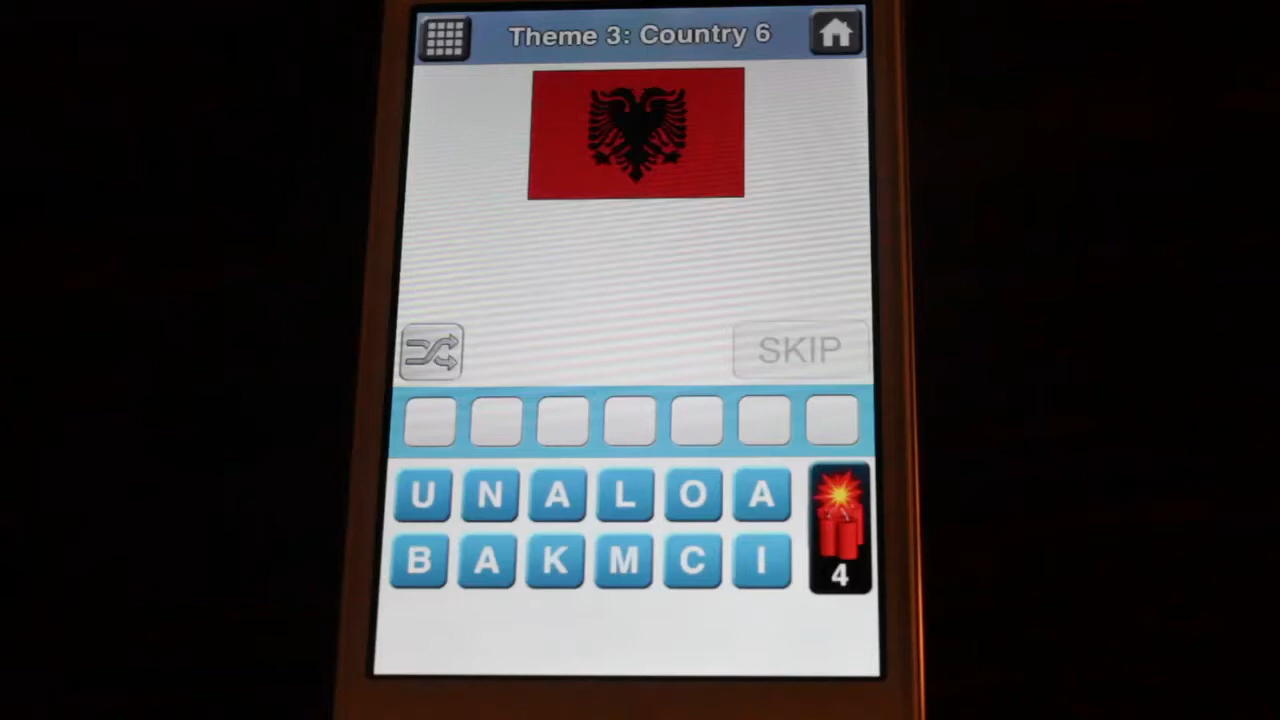 Theme 3: Country 6
SKIP
U N A L O A
B A K M C I
4